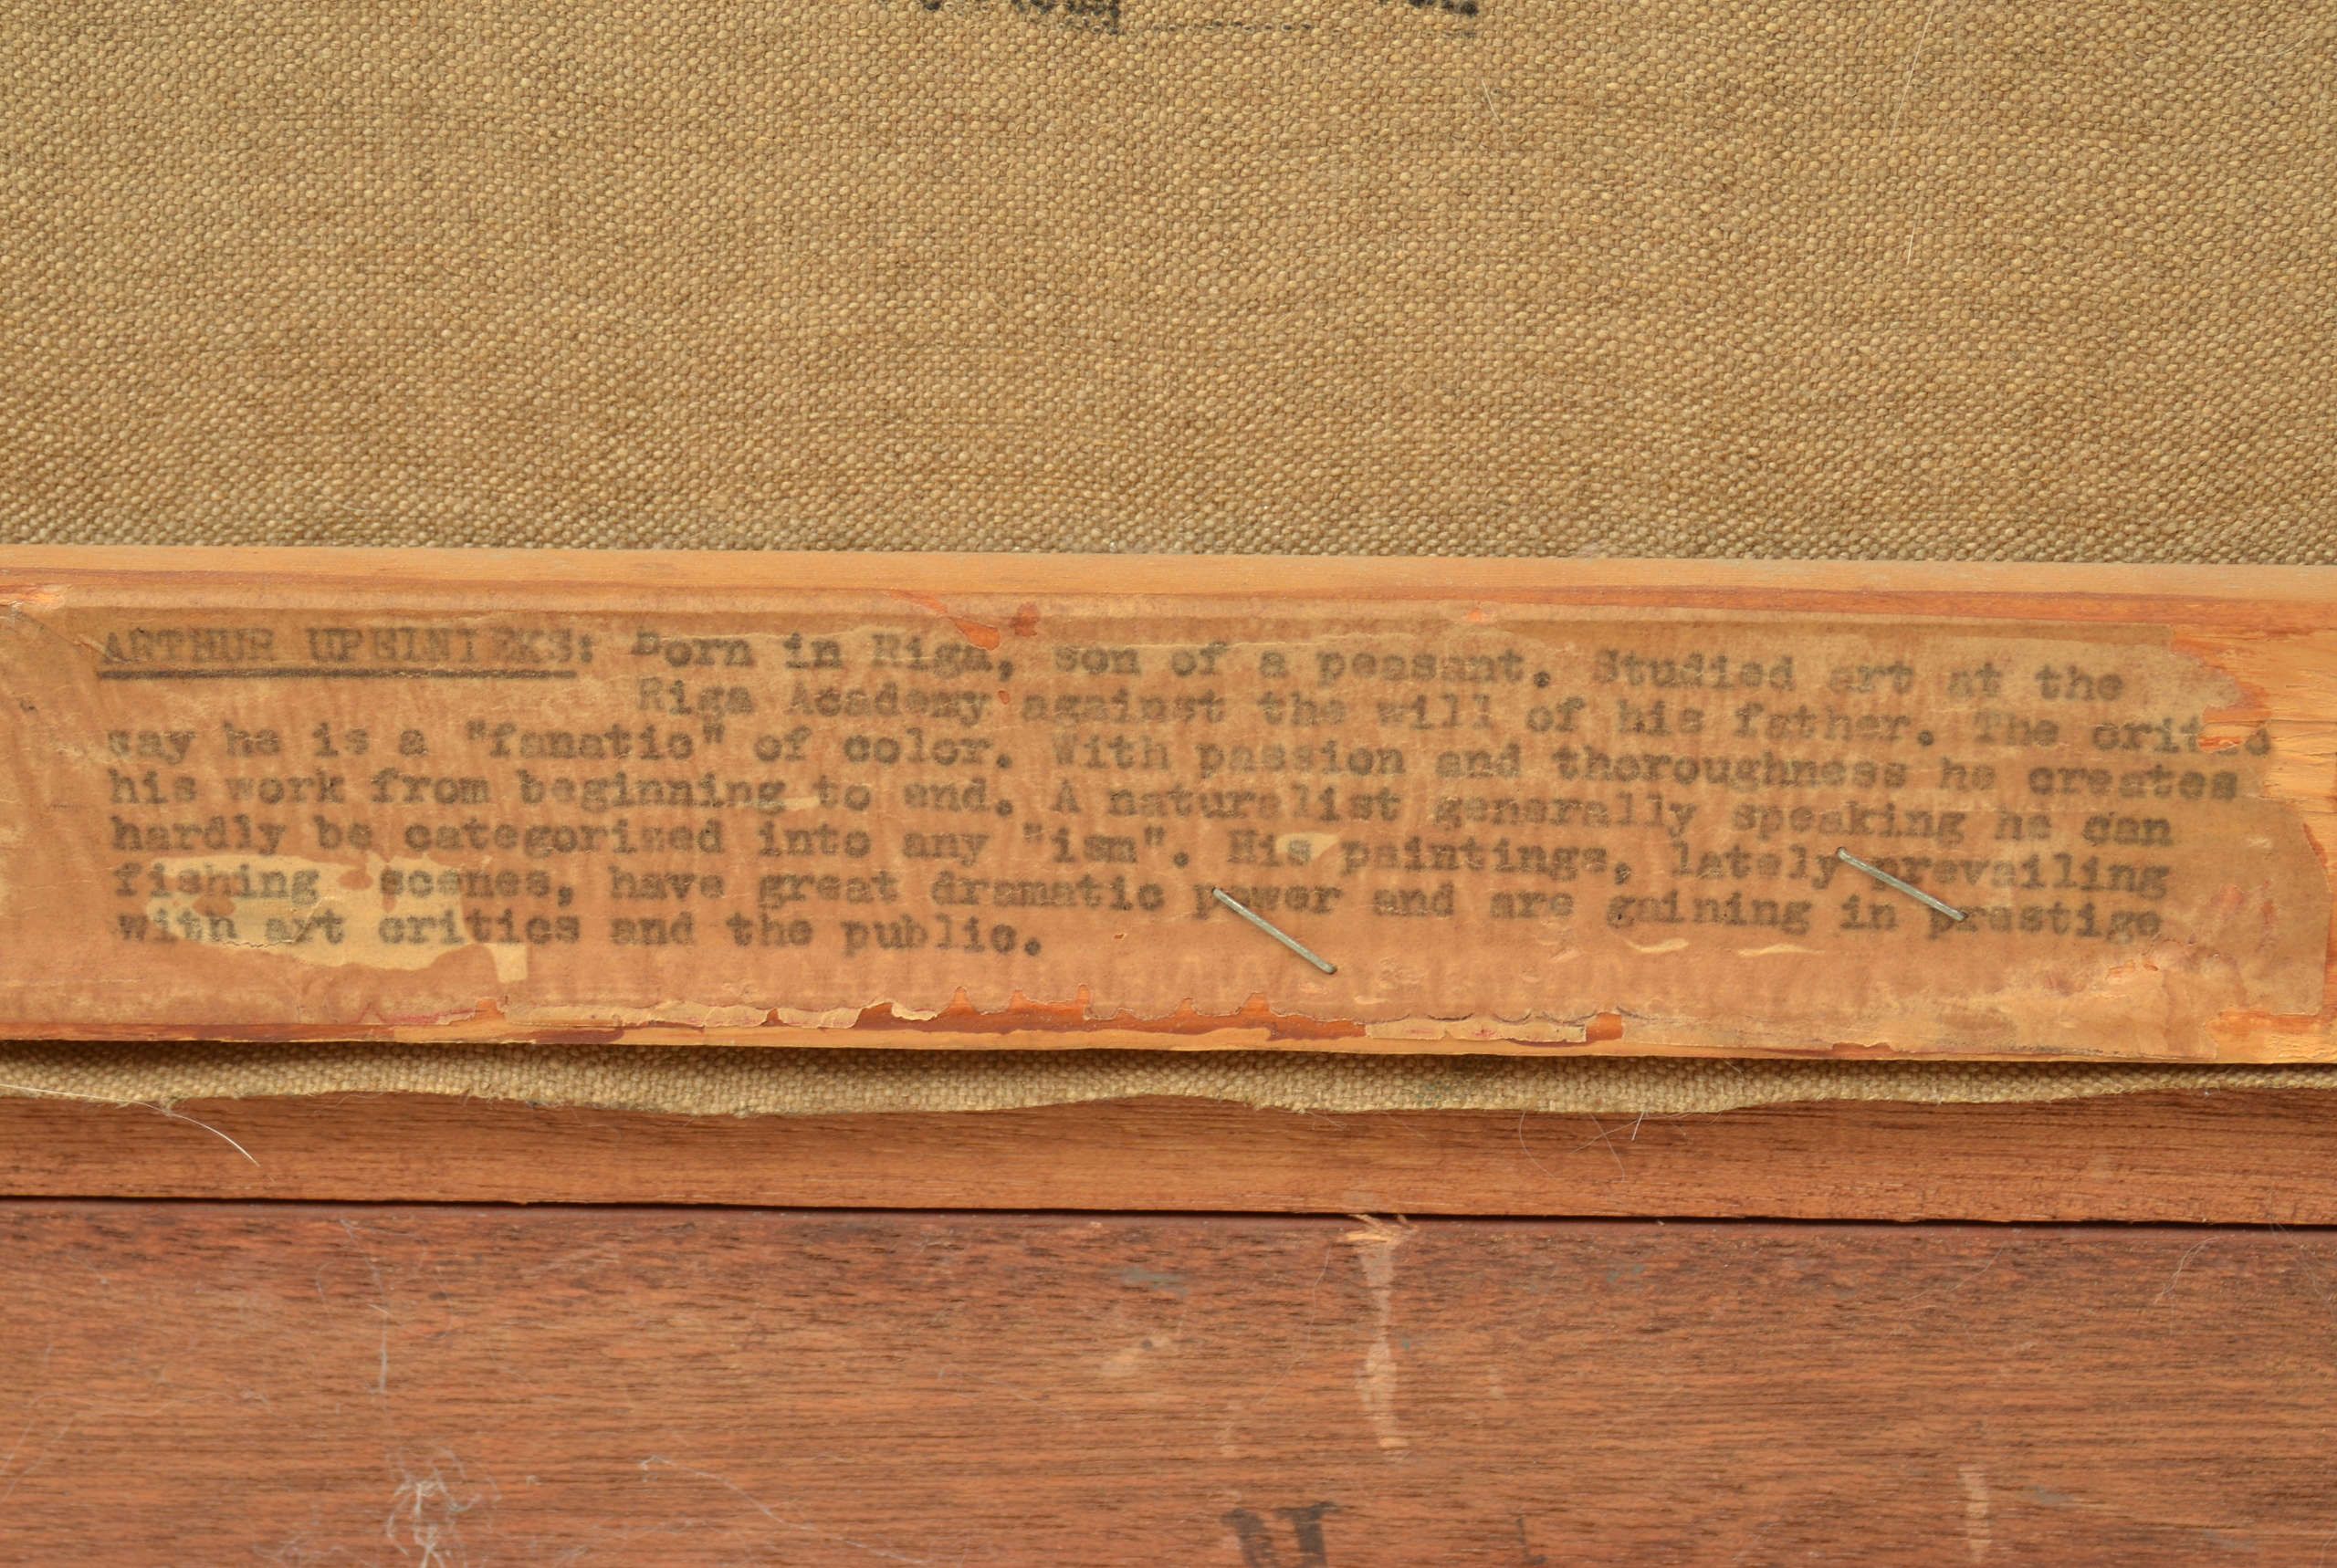 ARTHUR UPEINIEKS: Born in Riga, son of a peasant. Studied art at the
Riga Academy against the will of his father. The
say he is a "fanatic" of color. With passion and thoroughness he creates
his work from beginning to end. A naturalist generally speaking he can
hardly be categorized into any "ism". His paintings, lately prevailing
fishing scenes, have great dramatic power and are gaining in prestige
with art critics and the public.
N